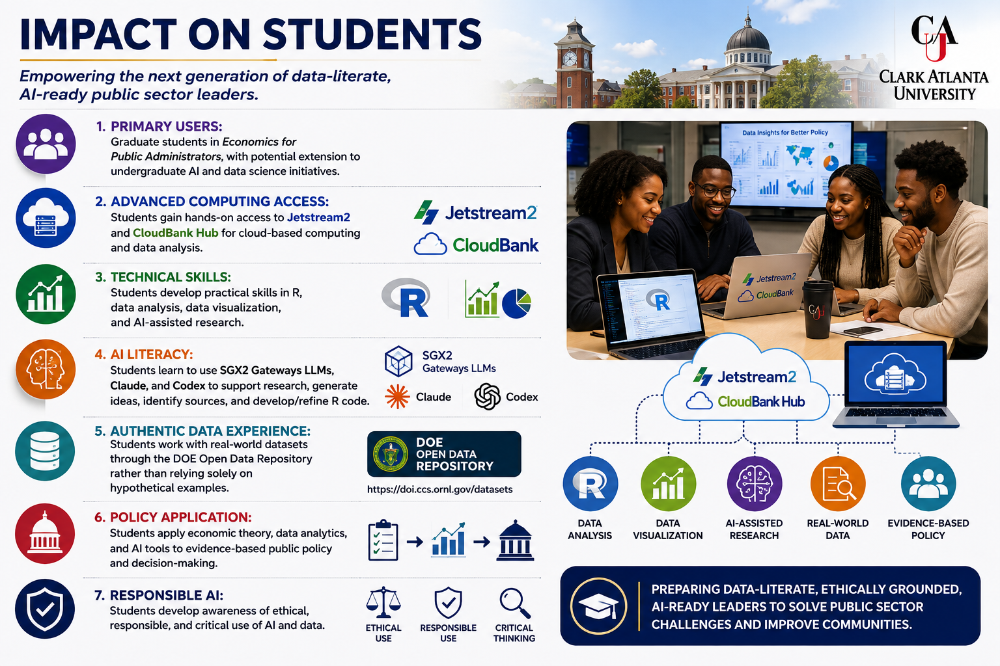 IMPACT ON STUDENTS
Empowering the next generation of data-literate,
AI-ready public sector leaders.
CAU
CLARK ATLANTA
UNIVERSITY
1. PRIMARY USERS:
Graduate students in Economics for
Public Administrators, with potential extension to
undergraduate AI and data science initiatives.
2. ADVANCED COMPUTING ACCESS:
Students gain hands-on access to Jetstream2
and CloudBank Hub for cloud-based computing
and data analysis.
Jetstream2
CloudBank
3. TECHNICAL SKILLS:
Students develop practical skills in R,
data analysis, data visualization,
and AI-assisted research.
R
4. AI LITERACY:
Students learn to use SGX2 Gateways LLMs,
Claude, and Codex to support research, generate
ideas, identify sources, and develop/refine R code.
SGX2
Gateways LLMs
Claude
Codex
5. AUTHENTIC DATA EXPERIENCE:
Students work with real-world datasets
through the DOE Open Data Repository
rather than relying solely on
hypothetical examples.
DOE
OPEN DATA
REPOSITORY
https://doi.ccs.ornl.gov/datasets
6. POLICY APPLICATION:
Students apply economic theory, data analytics,
and AI tools to evidence-based public policy
and decision-making.
7. RESPONSIBLE AI:
Students develop awareness of ethical,
responsible, and critical use of AI and data.
ETHICAL
USE
RESPONSIBLE
USE
CRITICAL
THINKING
Data Insights for Better Policy
R
Jetstream2
CloudBank
CAU
Jetstream2
CloudBank Hub
R
DATA
ANALYSIS
DATA
VISUALIZATION
AI-ASSISTED
RESEARCH
REAL-WORLD
DATA
EVIDENCE-BASED
POLICY
PREPARING DATA-LITERATE, ETHICALLY GROUNDED,
AI-READY LEADERS TO SOLVE PUBLIC SECTOR
CHALLENGES AND IMPROVE COMMUNITIES.